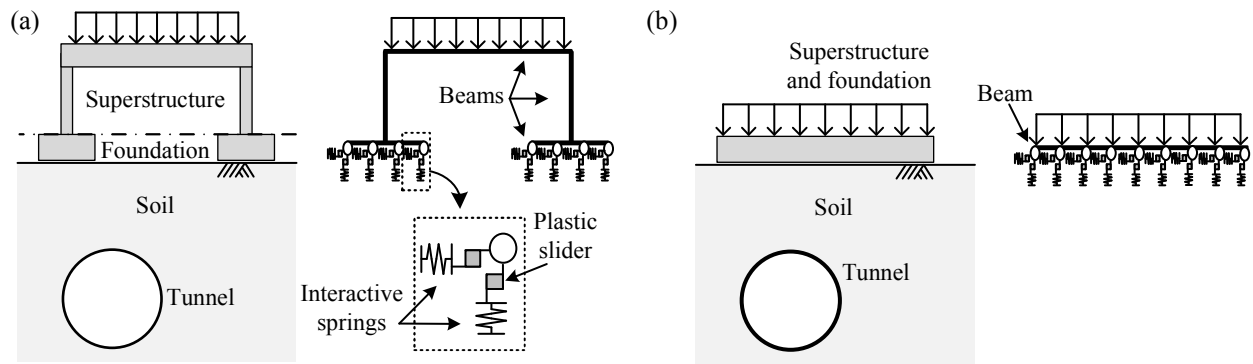 (a)
Superstructure
Foundation
Soil
Tunnel
Beams
Plastic
slider
Interactive
springs
(b)
Superstructure
and foundation
Beam
Soil
Tunnel